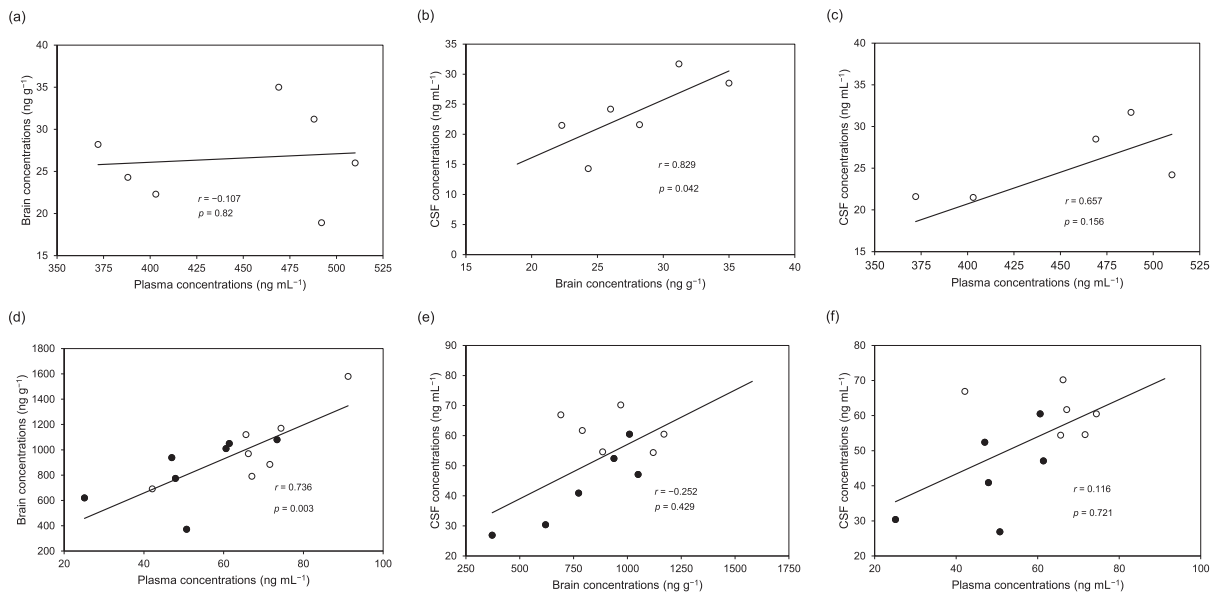 (a)
Brain concentrations (ng g⁻¹)
40
35
30
25
20
15
r = −0.107
p = 0.82
350
375
400
425
450
475
500
525
Plasma concentrations (ng mL⁻¹)
(b)
CSF concentrations (ng mL⁻¹)
35
30
25
20
15
10
5
0
r = 0.829
p = 0.042
15
20
25
30
35
40
Brain concentrations (ng g⁻¹)
(c)
CSF concentrations (ng mL⁻¹)
40
35
30
25
20
15
r = 0.657
p = 0.156
350
375
400
425
450
475
500
525
Plasma concentrations (ng mL⁻¹)
(d)
Brain concentrations (ng g⁻¹)
1800
1600
1400
1200
1000
800
600
400
200
r = 0.736
p = 0.003
20
40
60
80
100
Plasma concentrations (ng mL⁻¹)
(e)
CSF concentrations (ng mL⁻¹)
90
80
70
60
50
40
30
20
r = −0.252
p = 0.429
250
500
750
1000
1250
1500
1750
Brain concentrations (ng g⁻¹)
(f)
CSF concentrations (ng mL⁻¹)
80
70
60
50
40
30
20
r = 0.116
p = 0.721
20
40
60
80
100
Plasma concentrations (ng mL⁻¹)